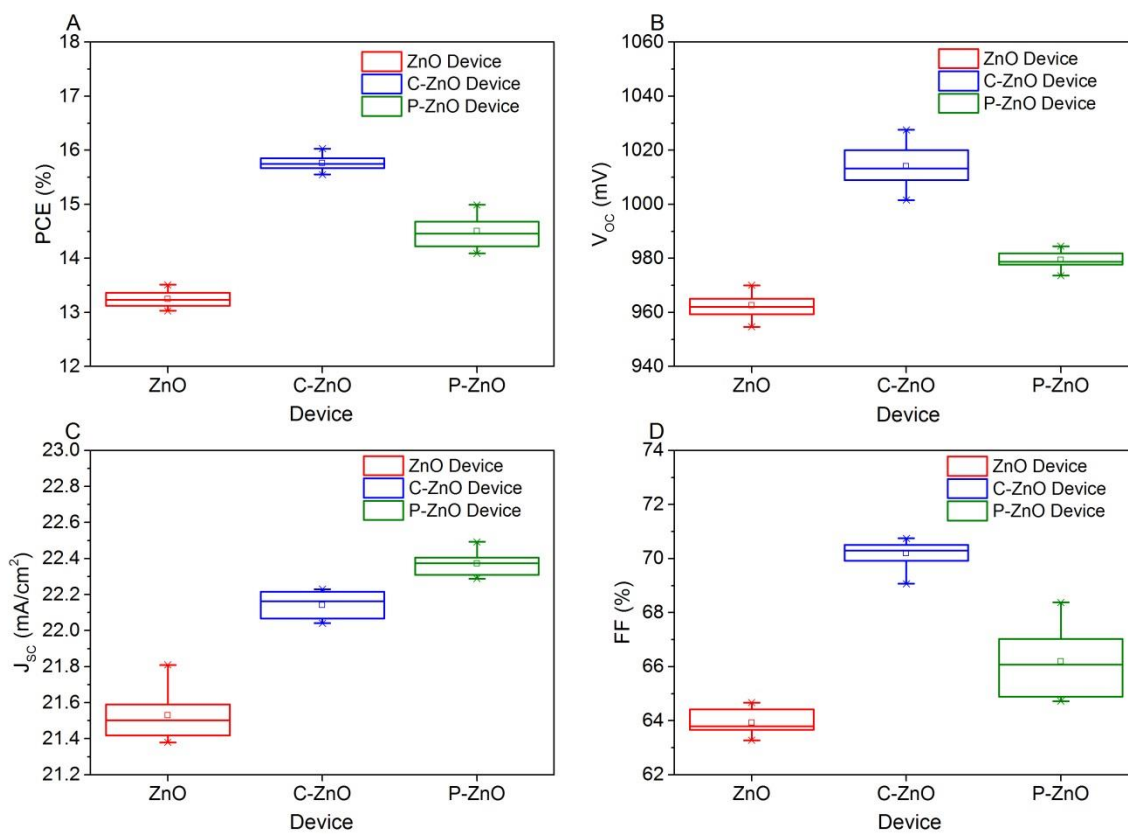 A
18
17
16
15
14
13
12
PCE (%)
ZnO Device
C-ZnO Device
P-ZnO Device
ZnO C-ZnO P-ZnO
Device
B
1060
1040
1020
1000
980
960
940
VOC (mV)
ZnO Device
C-ZnO Device
P-ZnO Device
ZnO C-ZnO P-ZnO
Device
C
23.0
22.8
22.6
22.4
22.2
22.0
21.8
21.6
21.4
21.2
JSC (mA/cm²)
ZnO Device
C-ZnO Device
P-ZnO Device
ZnO C-ZnO P-ZnO
Device
D
74
72
70
68
66
64
62
FF (%)
ZnO Device
C-ZnO Device
P-ZnO Device
ZnO C-ZnO P-ZnO
Device